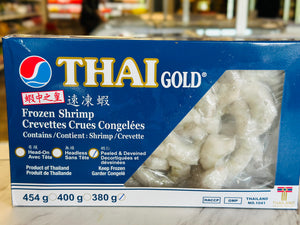 THAI GOLD®
蝦中之皇 速凍蝦
Frozen Shrimp
Crevettes Crues Congelées
Contains/Contient : Shrimp/Crevette
Head-On
Avec Tête
Headless
Sans Tête
Peeled & Deveined
Decortiquées et
déveinées
Product of Thailand
Produit de Thaïlande
Keep Frozen
Garder Congelé
454 g 400 g 380 g
HACCP
GMP
THAILAND